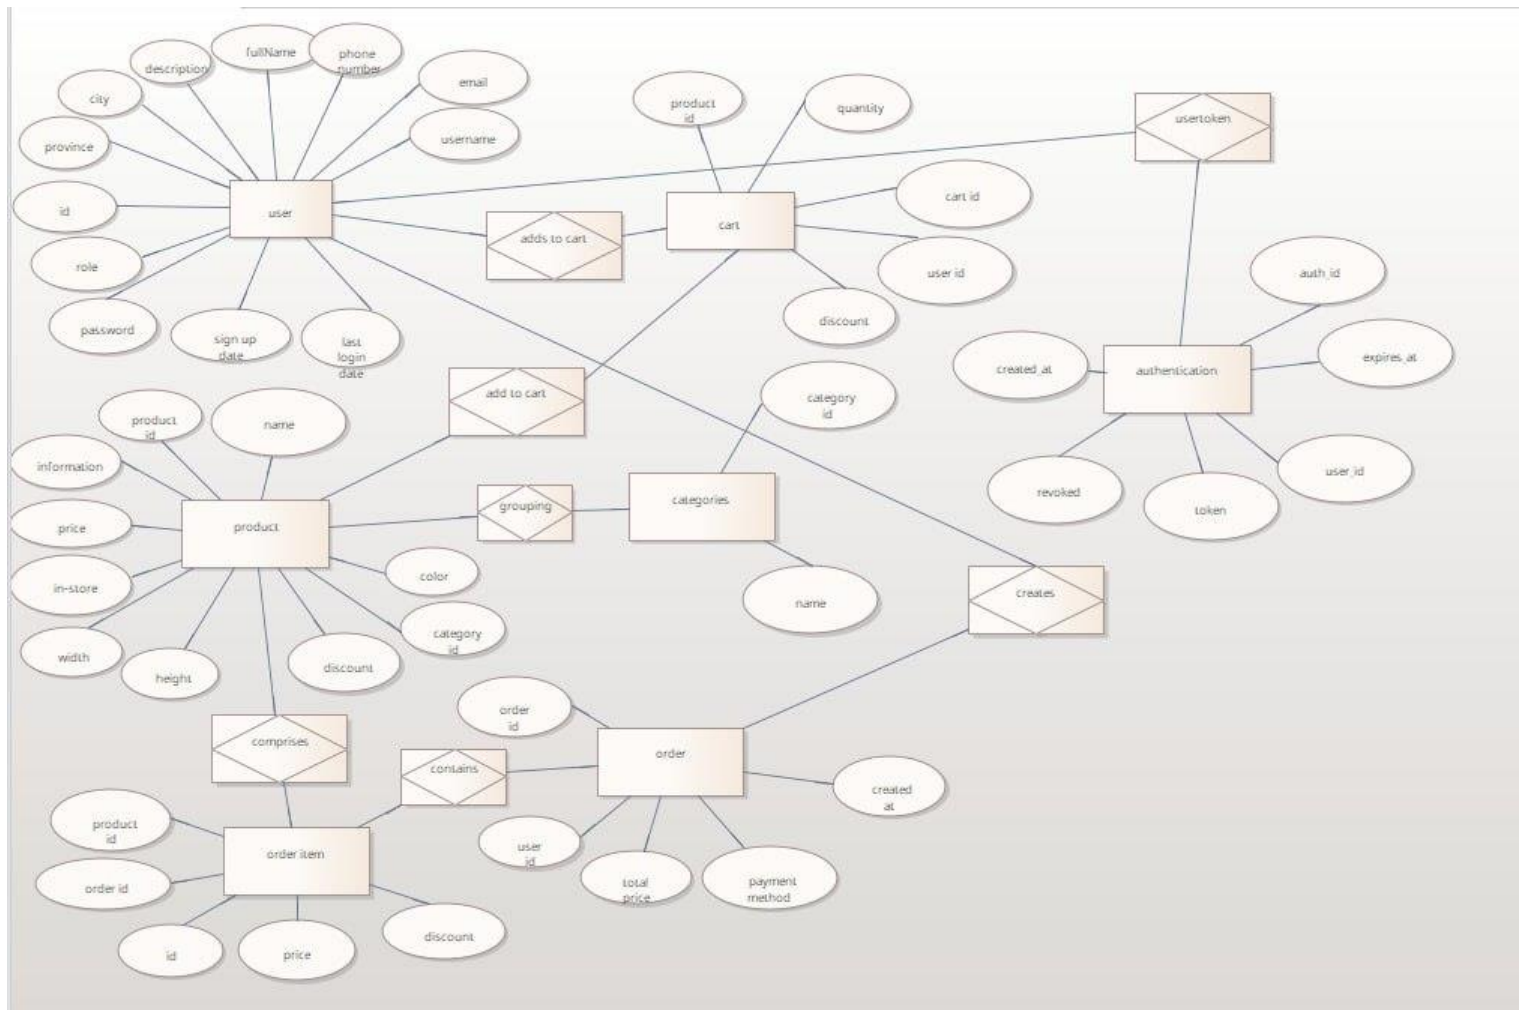 fullName
phone
number
description
email
city
username
province
id
user
role
password
sign up
date
last
login
date
product
id
quantity
usertoken
adds to cart
cart
cart id
user id
discount
auth_id
created_at
authentication
expires_at
revoked
token
user_id
add to cart
category
id
product
id
name
information
grouping
categories
price
product
in-store
color
name
creates
width
height
discount
category
id
comprises
contains
order
id
order
created
at
product
id
order item
user
id
total
price
payment
method
order id
id
price
discount